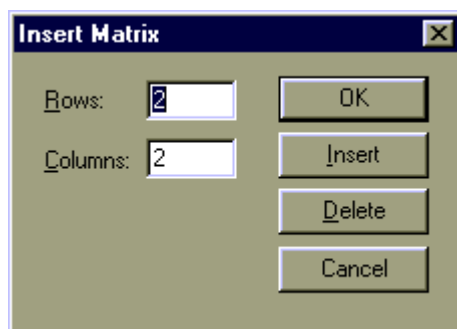 Insert Matrix
Rows: 2 OK
Columns: 2 Insert
Delete
Cancel